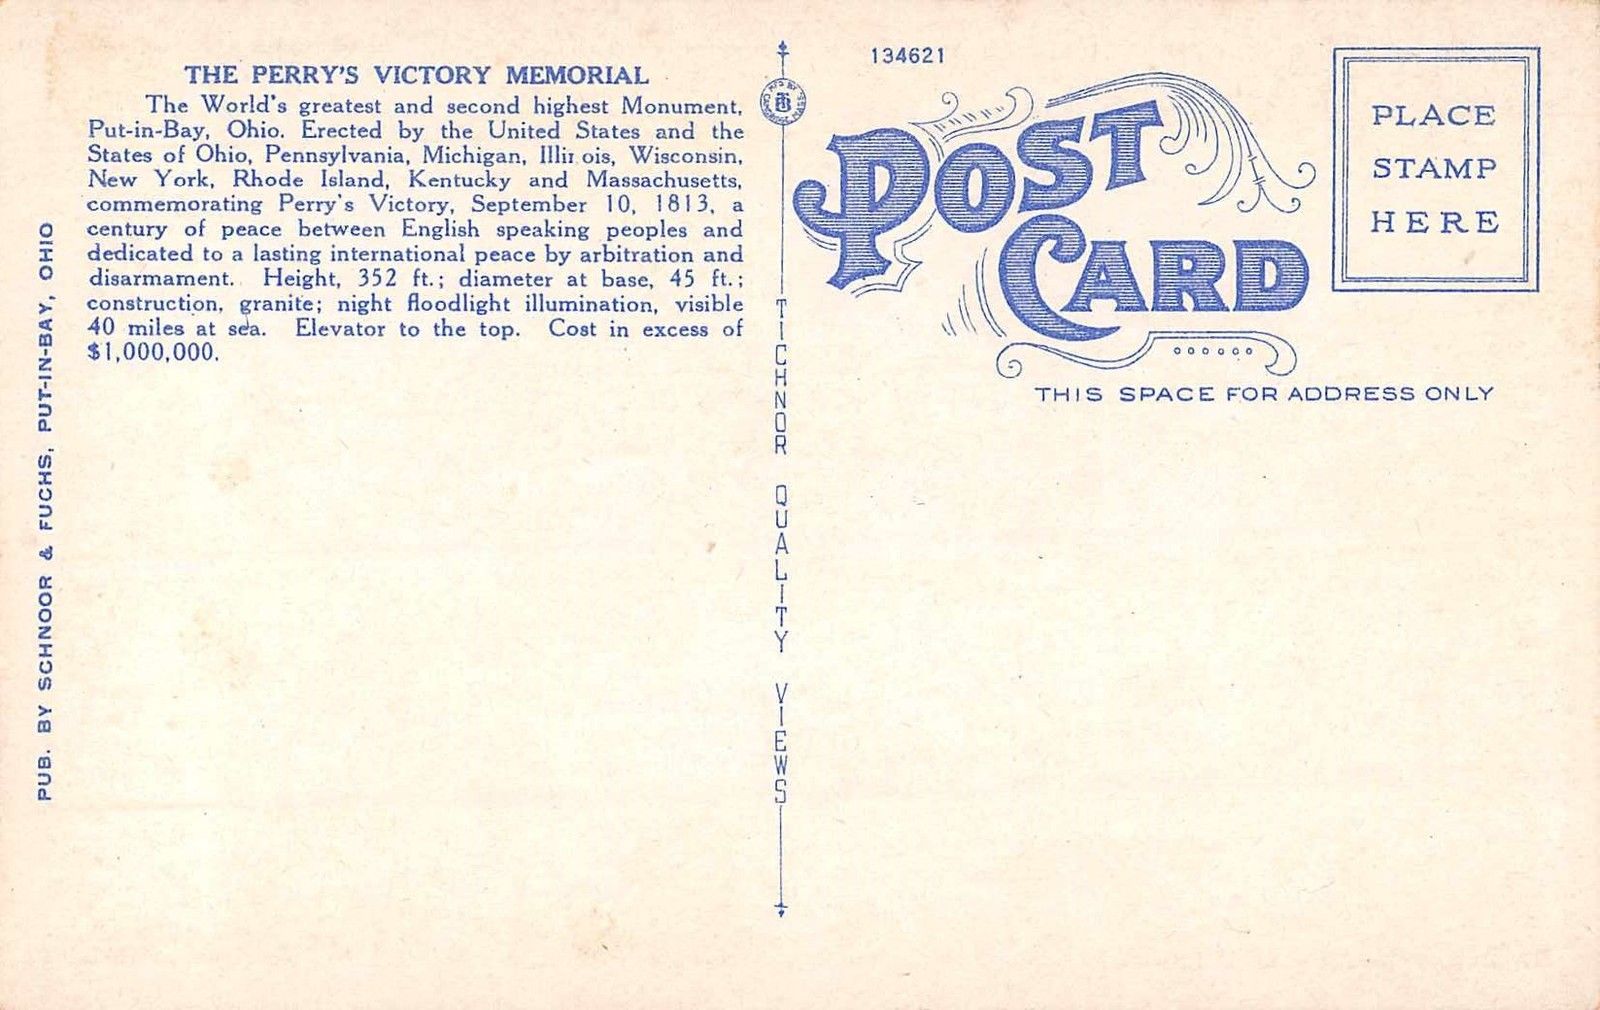 THE PERRY'S VICTORY MEMORIAL
The World's greatest and second highest Monument,
Put-in-Bay, Ohio. Erected by the United States and the
States of Ohio, Pennsylvania, Michigan, Illinois, Wisconsin,
New York, Rhode Island, Kentucky and Massachusetts,
commemorating Perry's Victory, September 10, 1813, a
century of peace between English speaking peoples and
dedicated to a lasting international peace by arbitration and
disarmament. Height, 352 ft.; diameter at base, 45 ft.;
construction, granite; night floodlight illumination, visible
40 miles at sea. Elevator to the top. Cost in excess of
$1,000,000.
PUB. BY SCHNOOR & FUCHS, PUT-IN-BAY, OHIO
TICHNOR QUALITY VIEWS
134621
POST
CARD
PLACE
STAMP
HERE
THIS SPACE FOR ADDRESS ONLY